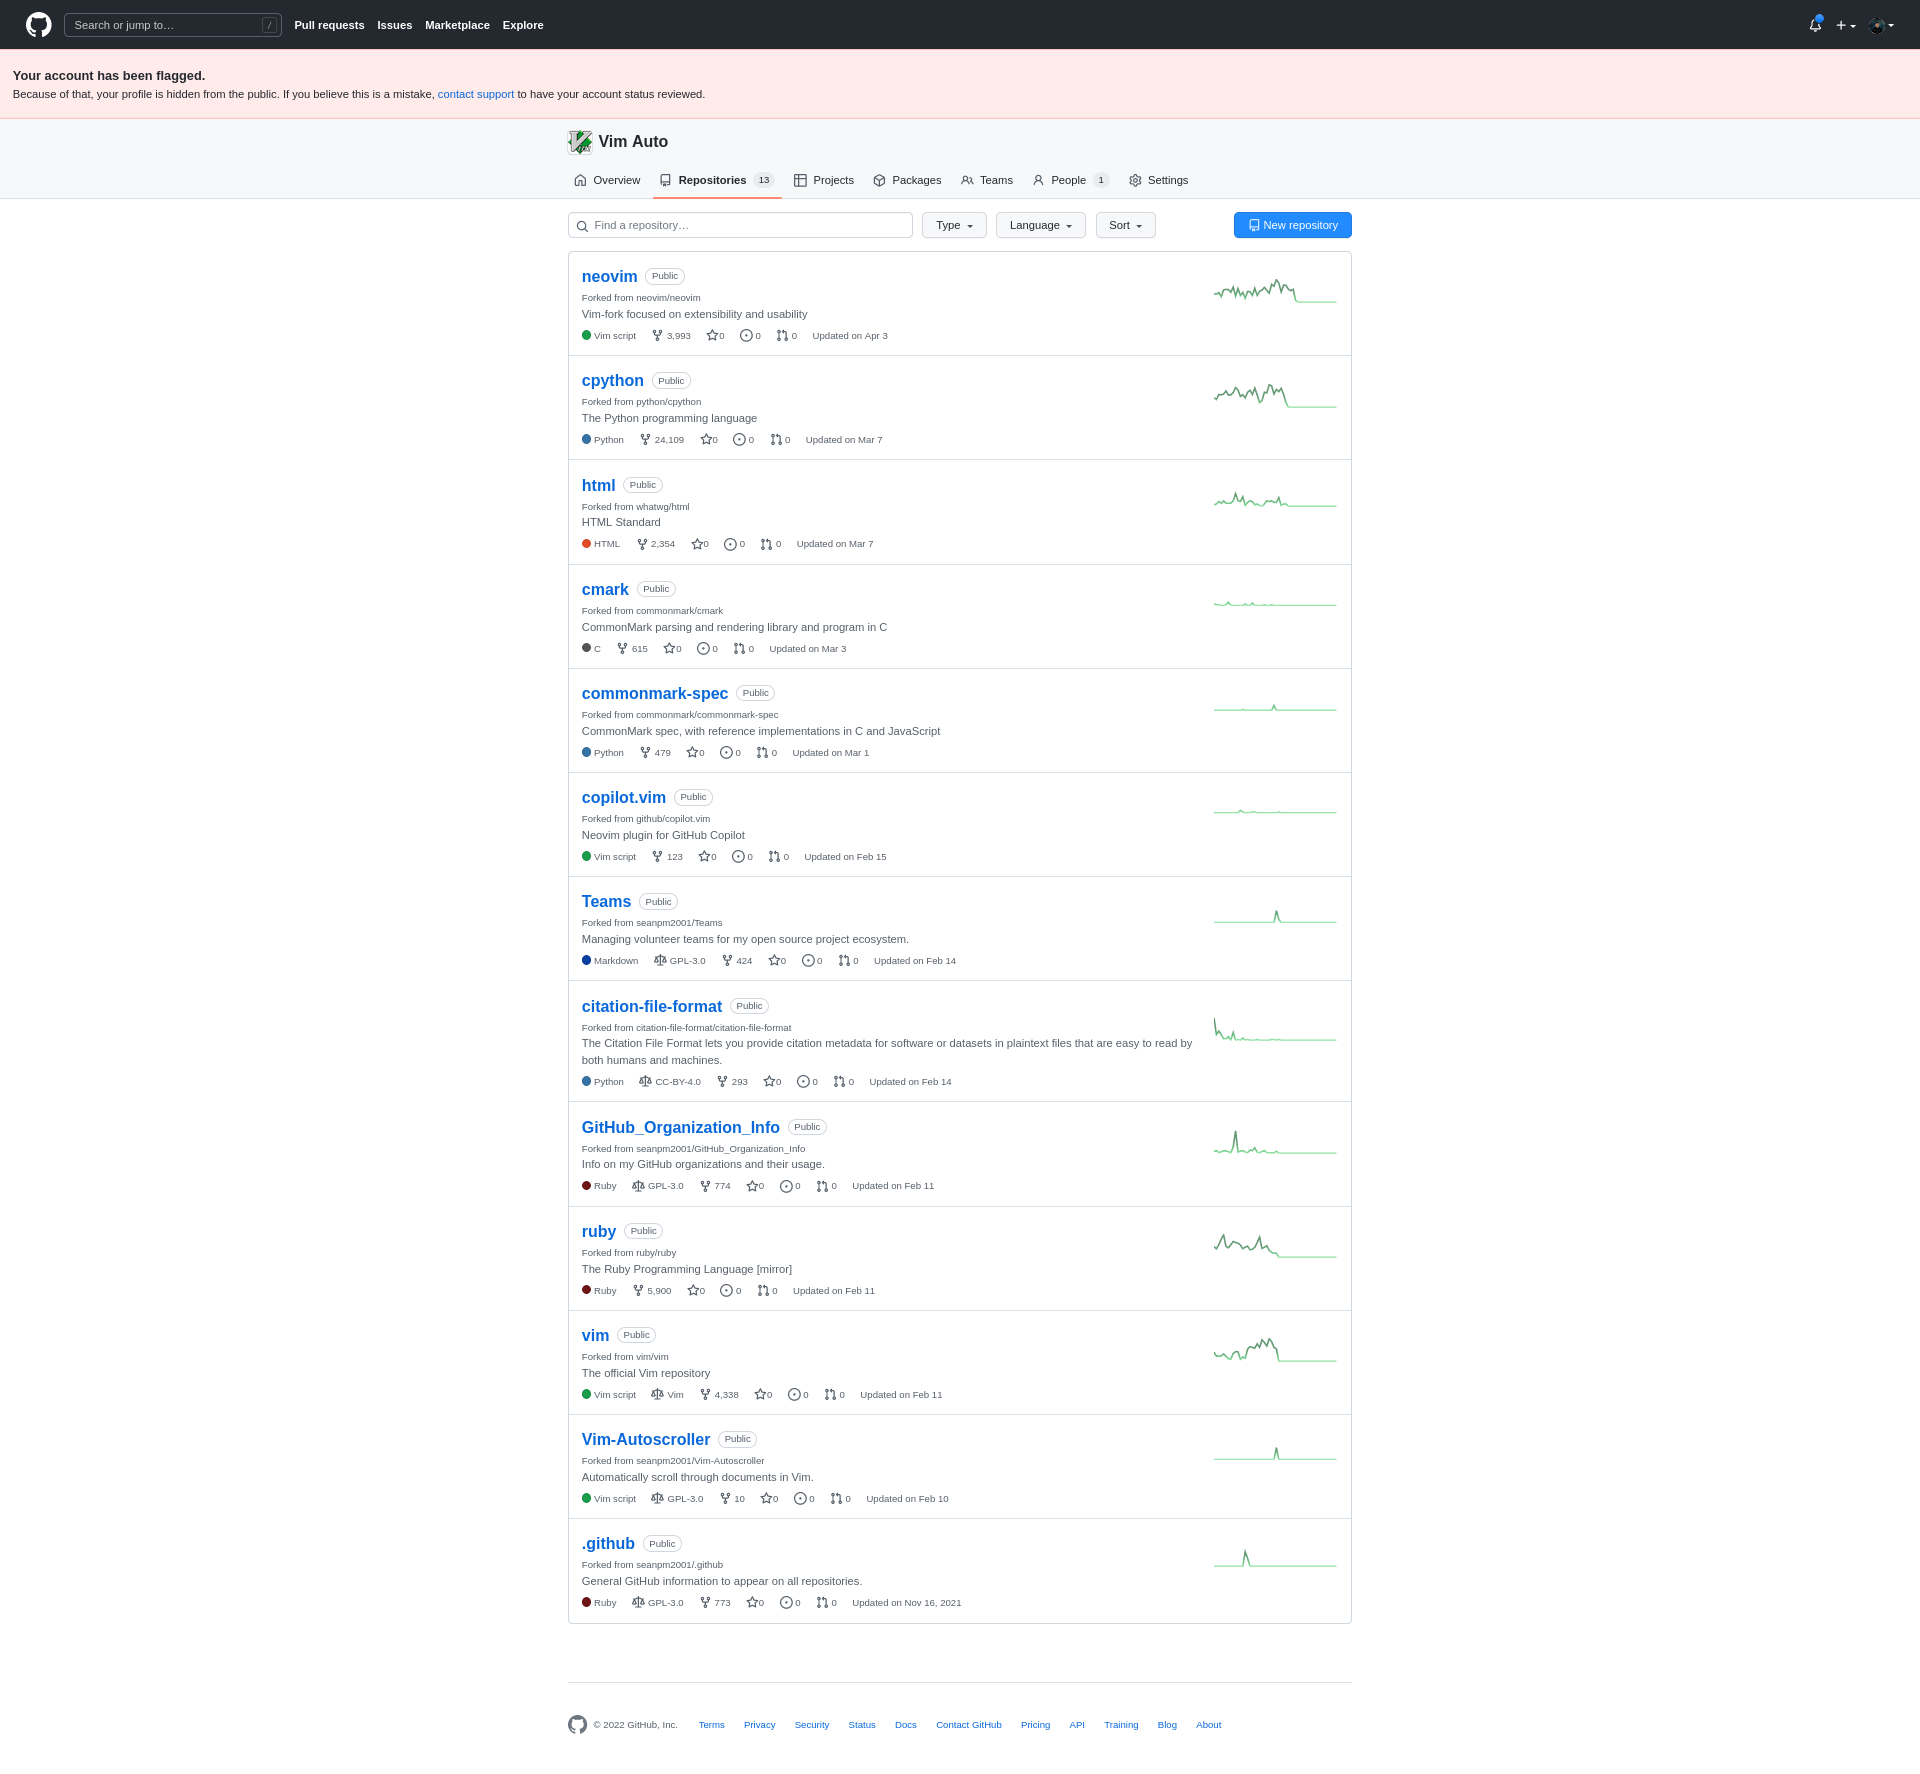 Search or jump to… /
Pull requests Issues Marketplace Explore
Your account has been flagged.
Because of that, your profile is hidden from the public. If you believe this is a mistake, contact support to have your account status reviewed.
Vim Auto
Overview Repositories 13 Projects Packages Teams People 1 Settings
Find a repository… Type Language Sort New repository
neovim Public
Forked from neovim/neovim
Vim-fork focused on extensibility and usability
Vim script 3,993 0 0 0 Updated on Apr 3
cpython Public
Forked from python/cpython
The Python programming language
Python 24,109 0 0 0 Updated on Mar 7
html Public
Forked from whatwg/html
HTML Standard
HTML 2,354 0 0 0 Updated on Mar 7
cmark Public
Forked from commonmark/cmark
CommonMark parsing and rendering library and program in C
C 615 0 0 0 Updated on Mar 3
commonmark-spec Public
Forked from commonmark/commonmark-spec
CommonMark spec, with reference implementations in C and JavaScript
Python 479 0 0 0 Updated on Mar 1
copilot.vim Public
Forked from github/copilot.vim
Neovim plugin for GitHub Copilot
Vim script 123 0 0 0 Updated on Feb 15
Teams Public
Forked from seanpm2001/Teams
Managing volunteer teams for my open source project ecosystem.
Markdown GPL-3.0 424 0 0 0 Updated on Feb 14
citation-file-format Public
Forked from citation-file-format/citation-file-format
The Citation File Format lets you provide citation metadata for software or datasets in plaintext files that are easy to read by
both humans and machines.
Python CC-BY-4.0 293 0 0 0 Updated on Feb 14
GitHub_Organization_Info Public
Forked from seanpm2001/GitHub_Organization_Info
Info on my GitHub organizations and their usage.
Ruby GPL-3.0 774 0 0 0 Updated on Feb 11
ruby Public
Forked from ruby/ruby
The Ruby Programming Language [mirror]
Ruby 5,900 0 0 0 Updated on Feb 11
vim Public
Forked from vim/vim
The official Vim repository
Vim script Vim 4,338 0 0 0 Updated on Feb 11
Vim-Autoscroller Public
Forked from seanpm2001/Vim-Autoscroller
Automatically scroll through documents in Vim.
Vim script GPL-3.0 10 0 0 0 Updated on Feb 10
.github Public
Forked from seanpm2001/.github
General GitHub information to appear on all repositories.
Ruby GPL-3.0 773 0 0 0 Updated on Nov 16, 2021
© 2022 GitHub, Inc. Terms Privacy Security Status Docs Contact GitHub Pricing API Training Blog About